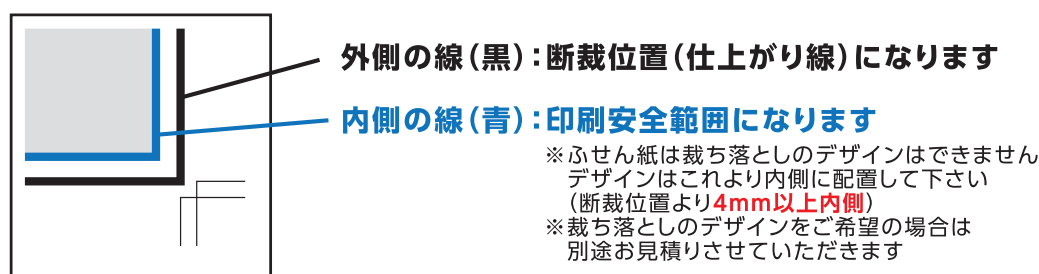 外側の線（黒）：断裁位置（仕上がり線）になります
内側の線（青）：印刷安全範囲になります
※ふせん紙は裁ち落としのデザインはできません
デザインはこれより内側に配置して下さい
（断裁位置より4mm以上内側）
※裁ち落としのデザインをご希望の場合は
別途お見積りさせていただきます